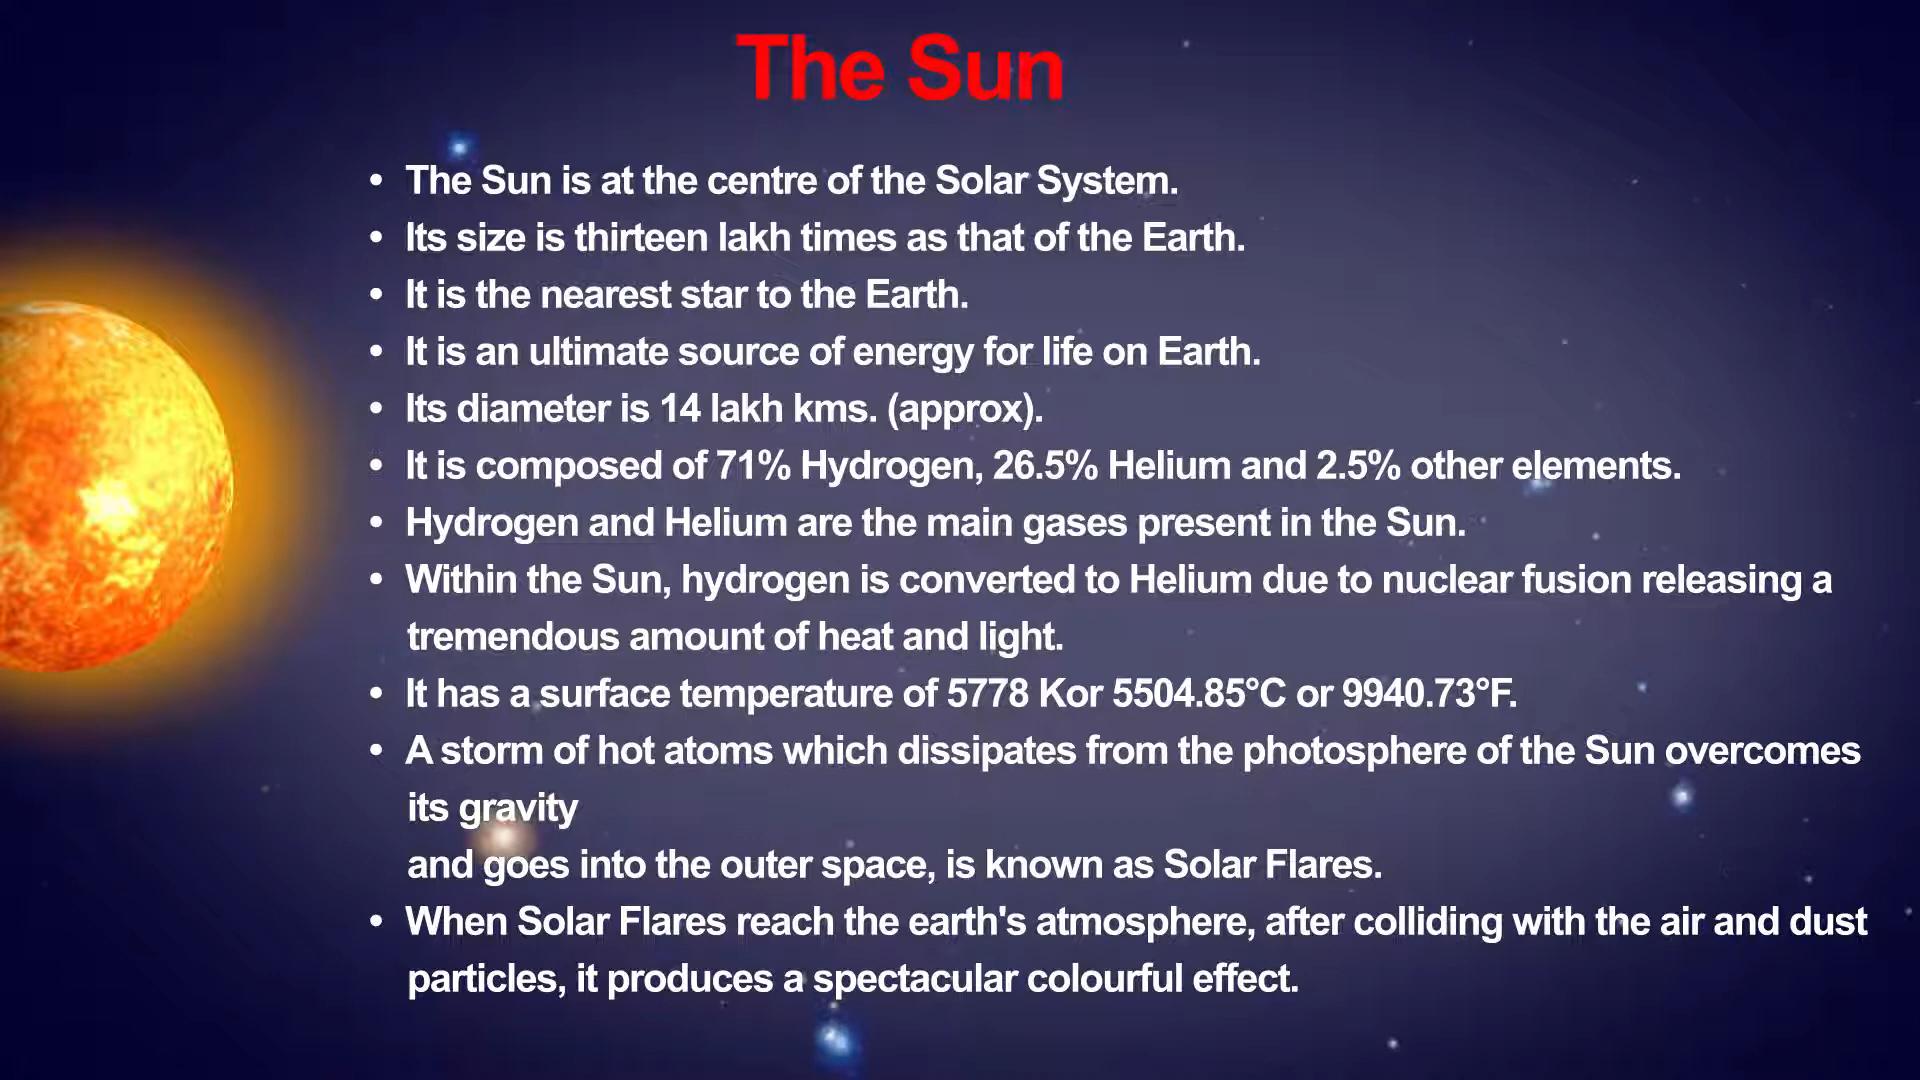 The Sun
• The Sun is at the centre of the Solar System.
• Its size is thirteen lakh times as that of the Earth.
• It is the nearest star to the Earth.
• It is an ultimate source of energy for life on Earth.
• Its diameter is 14 lakh kms. (approx).
• It is composed of 71% Hydrogen, 26.5% Helium and 2.5% other elements.
• Hydrogen and Helium are the main gases present in the Sun.
• Within the Sun, hydrogen is converted to Helium due to nuclear fusion releasing a
tremendous amount of heat and light.
• It has a surface temperature of 5778 Kor 5504.85°C or 9940.73°F.
• A storm of hot atoms which dissipates from the photosphere of the Sun overcomes
its gravity
and goes into the outer space, is known as Solar Flares.
• When Solar Flares reach the earth's atmosphere, after colliding with the air and dust
particles, it produces a spectacular colourful effect.